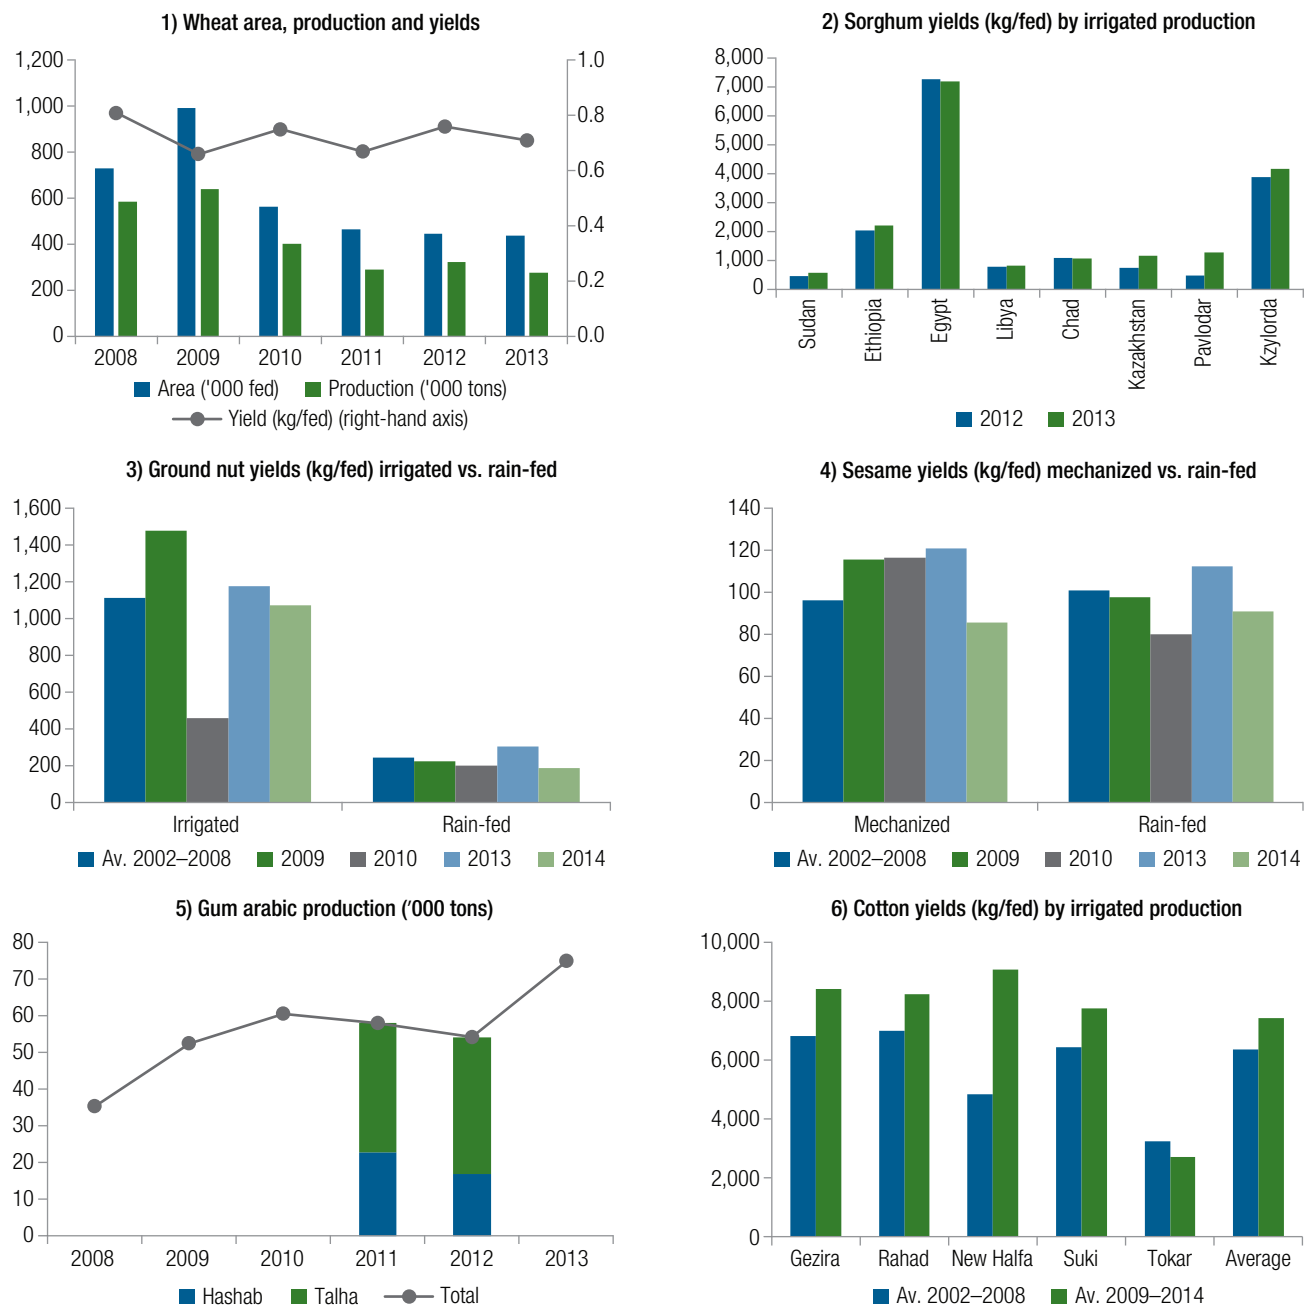 1) Wheat area, production and yields
1,200
1,000
800
600
400
200
0
1.0
0.8
0.6
0.4
0.2
0.0
2008 2009 2010 2011 2012 2013
Area ('000 fed) Production ('000 tons)
Yield (kg/fed) (right-hand axis)
2) Sorghum yields (kg/fed) by irrigated production
8,000
7,000
6,000
5,000
4,000
3,000
2,000
1,000
0
Sudan
Ethiopia
Egypt
Libya
Chad
Kazakhstan
Pavlodar
Kzylorda
2012 2013
3) Ground nut yields (kg/fed) irrigated vs. rain-fed
1,600
1,400
1,200
1,000
800
600
400
200
0
Irrigated Rain-fed
Av. 2002–2008 2009 2010 2013 2014
4) Sesame yields (kg/fed) mechanized vs. rain-fed
140
120
100
80
60
40
20
0
Mechanized Rain-fed
Av. 2002–2008 2009 2010 2013 2014
5) Gum arabic production ('000 tons)
80
70
60
50
40
30
20
10
0
2008 2009 2010 2011 2012 2013
Hashab Talha Total
6) Cotton yields (kg/fed) by irrigated production
10,000
8,000
6,000
4,000
2,000
0
Gezira Rahad New Halfa Suki Tokar Average
Av. 2002–2008 Av. 2009–2014